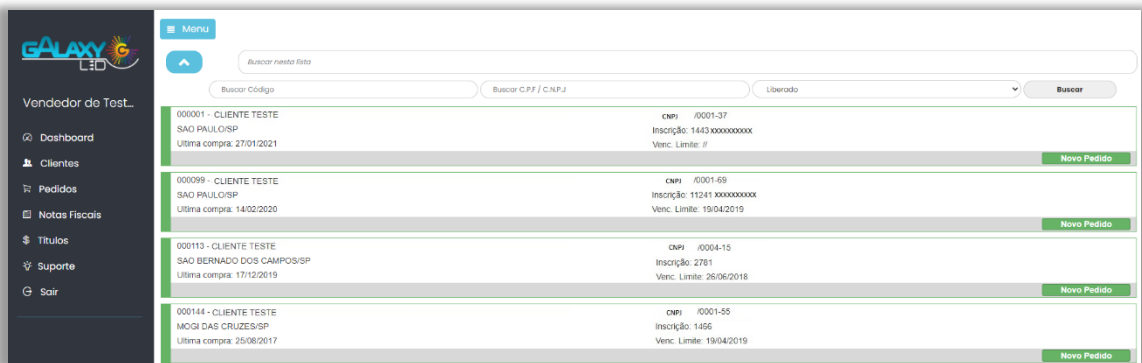 GALAXY
LED
Vendedor de Test...
Dashboard
Clientes
Pedidos
Notas Fiscais
$ Títulos
Suporte
Sair
Menu
Buscar nesta lista
Buscar Código
Buscar C.P.F / C.N.P.J
Liberado
Buscar
000001 - CLIENTE TESTE
CNPJ /0001-37
SAO PAULO/SP
Inscrição: 1443 xxxxxxxxxx
Ultima compra: 27/01/2021
Venc. Limite: //
Novo Pedido
000099 - CLIENTE TESTE
CNPJ /0001-69
SAO PAULO/SP
Inscrição: 11241 xxxxxxxxxx
Ultima compra: 14/02/2020
Venc. Limite: 19/04/2019
Novo Pedido
000113 - CLIENTE TESTE
CNPJ /0004-15
SAO BERNADO DOS CAMPOS/SP
Inscrição: 2781
Ultima compra: 17/12/2019
Venc. Limite: 26/06/2018
Novo Pedido
000144 - CLIENTE TESTE
CNPJ /0001-55
MOGI DAS CRUZES/SP
Inscrição: 1466
Ultima compra: 25/08/2017
Venc. Limite: 19/04/2019
Novo Pedido